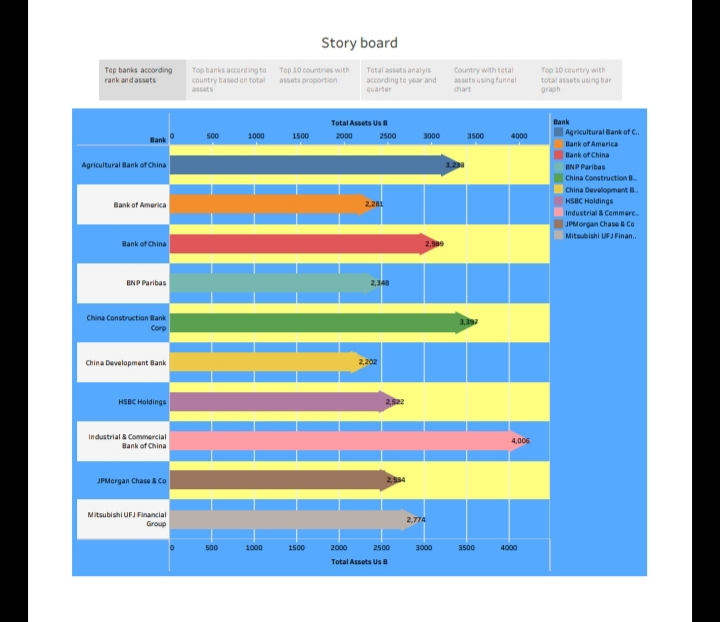 Story board
Top banks according
rank and assets
Top banks according to
country based on total
assets
Top 10 countries with
assets proportion
Total assets analyis
according to year and
quarter
Country with total
assets using funnel
chart
Top 10 country using bar
graph
Total Assets Us B
Bank
0 500 1000 1500 2000 2500 3000 3500 4000
Agricultural Bank of China
3,233
Bank of America
2,281
Bank of China
2,989
BNP Paribas
2,348
China Construction Bank
Corp
3,397
China Development Bank
2,202
HSBC Holdings
2,522
Industrial & Commercial
Bank of China
4,006
JPMorgan Chase & Co
2,534
Mitsubishi UFJ Financial
Group
2,774
0 500 1000 1500 2000 2500 3000 3500 4000
Total Assets Us B
Bank
Agricultural Bank of C..
Bank of America
Bank of China
BNP Paribas
China Construction B..
China Development B..
HSBC Holdings
Industrial & Commerc..
JPMorgan Chase & Co
Mitsubishi UFJ Finan..